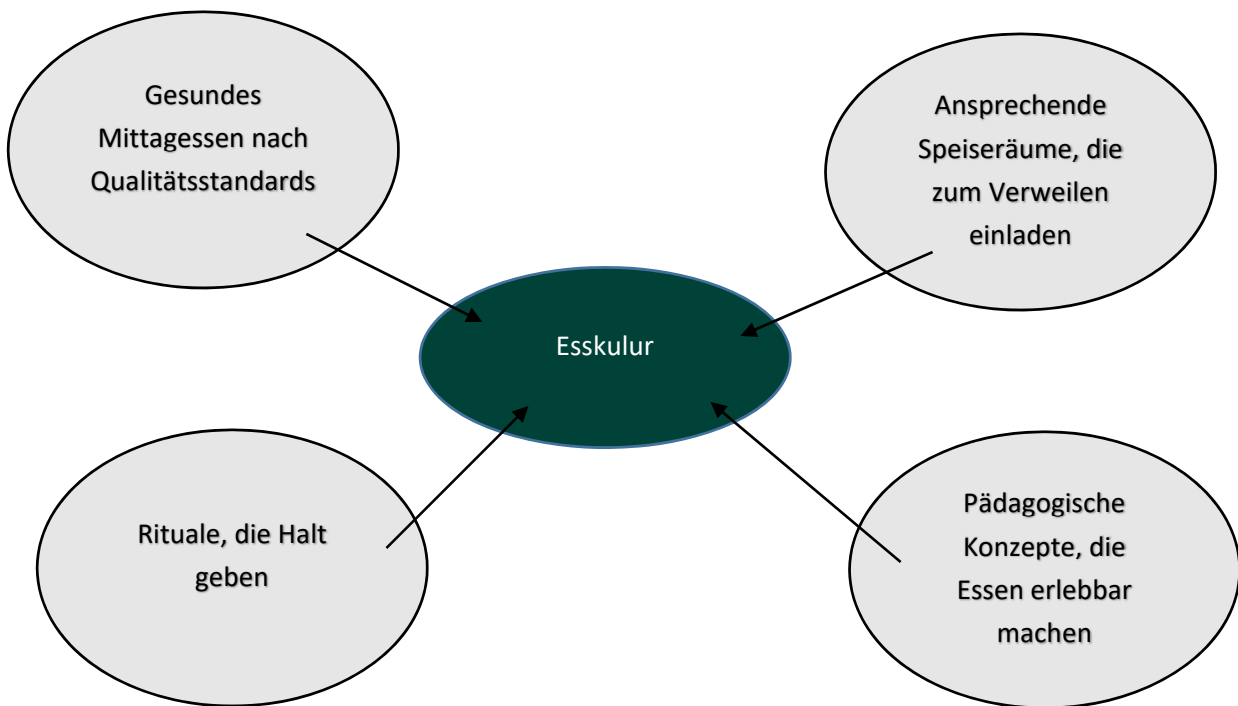 Gesundes
Mittagessen nach
Qualitätsstandards
Ansprechende
Speiseräume, die
zum Verweilen
einladen
Esskulur
Rituale, die Halt
geben
Pädagogische
Konzepte, die
Essen erlebbar
machen